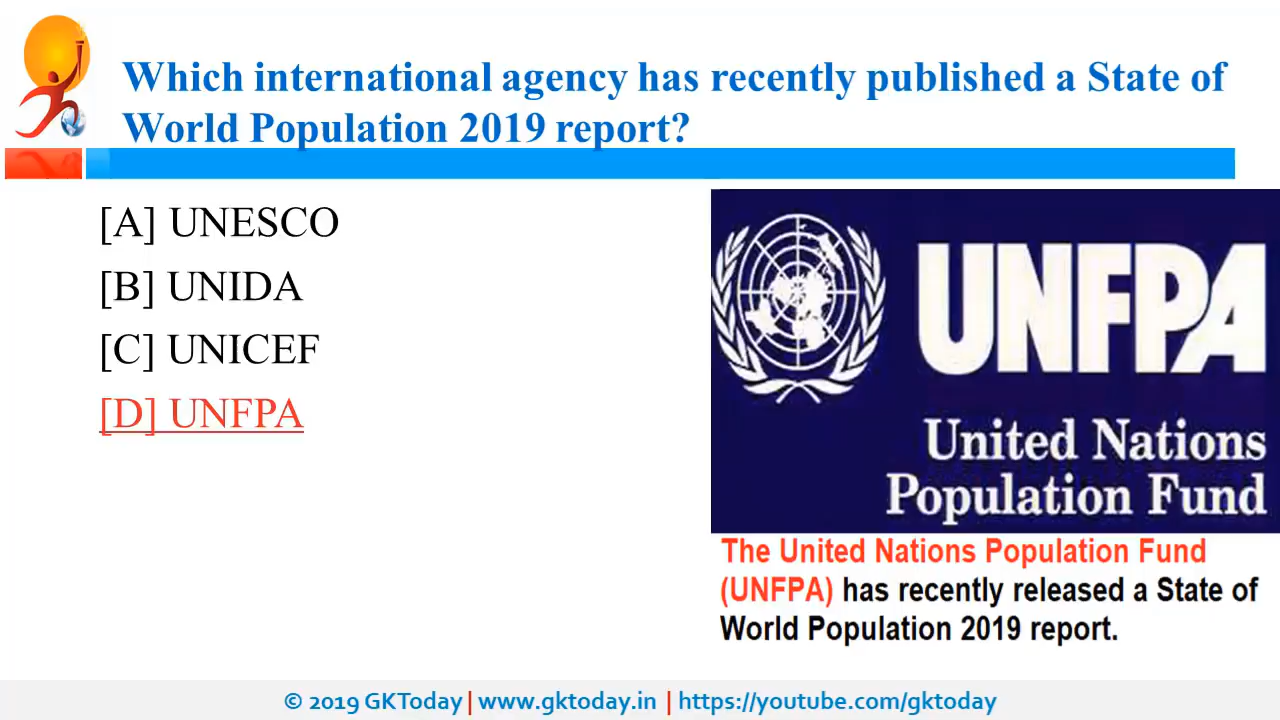 Which international agency has recently published a State of
World Population 2019 report?
[A] UNESCO
[B] UNIDA
[C] UNICEF
[D] UNFPA
UNFPA
United Nations
Population Fund
The United Nations Population Fund
(UNFPA) has recently released a State of
World Population 2019 report.
© 2019 GKToday | www.gktoday.in | https://youtube.com/gktoday